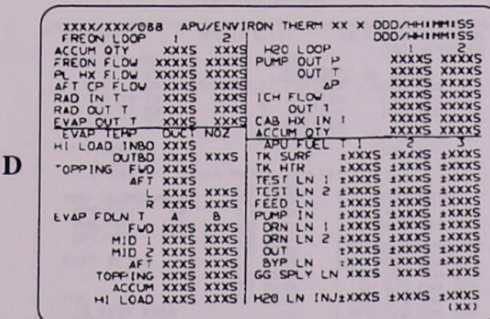 XXXX/XXX/088 APU/ENVIRON THERM XX X DDD/HH:MM:SS
DDD/HH:MM:SS
FREON LOOP 1 2
ACCUM QTY XXXS XXXS
FREON FLOW XXXXS XXXXS
PL HX FLOW XXXXS XXXXS
AFT CP FLOW XXXXS XXXXS
RAD IN T XXXXS XXXXS
RAD OUT T XXXXS XXXXS
EVAP OUT T XXXXS XXXXS
H2O LOOP 1 2
PUMP OUT P XXXXS XXXXS
OUT T XXXS XXXS
ΔP XXXXS XXXXS
ICH FLOW XXXXS XXXXS
OUT T XXXXS XXXXS
CAB HX IN T XXXXS XXXXS
ACCUM QTY XXXXS XXXXS
EVAP TEMP DUCT NOZ
HI LOAD INBD XXXS
OUTBD XXXS XXXS
TOPPING FWD XXXS
AFT XXXS
L XXXS XXXS
R XXXS XXXS
EVAP FDLN T A B
FWD XXXS XXXS
MID 1 XXXS XXXS
MID 2 XXXS XXXS
AFT XXXS XXXS
TOPPING XXXS XXXS
ACCUM XXXS XXXS
HI LOAD XXXS XXXS
APU FUEL T 1 2 3
TK SURF ±XXXS ±XXXS ±XXXS
TK HTR ±XXXS ±XXXS ±XXXS
TEST LN 1 ±XXXS ±XXXS ±XXXS
TEST LN 2 ±XXXS ±XXXS ±XXXS
FEED LN ±XXXS ±XXXS ±XXXS
PUMP IN ±XXXS ±XXXS ±XXXS
DRN LN 1 ±XXXS ±XXXS ±XXXS
DRN LN 2 ±XXXS ±XXXS ±XXXS
OUT ±XXXS ±XXXS ±XXXS
BYP LN ±XXXS ±XXXS ±XXXS
GG SPLY LN XXXS XXXS XXXS
H20 LN INJ±XXXS ±XXXS ±XXXS
(XX)
D